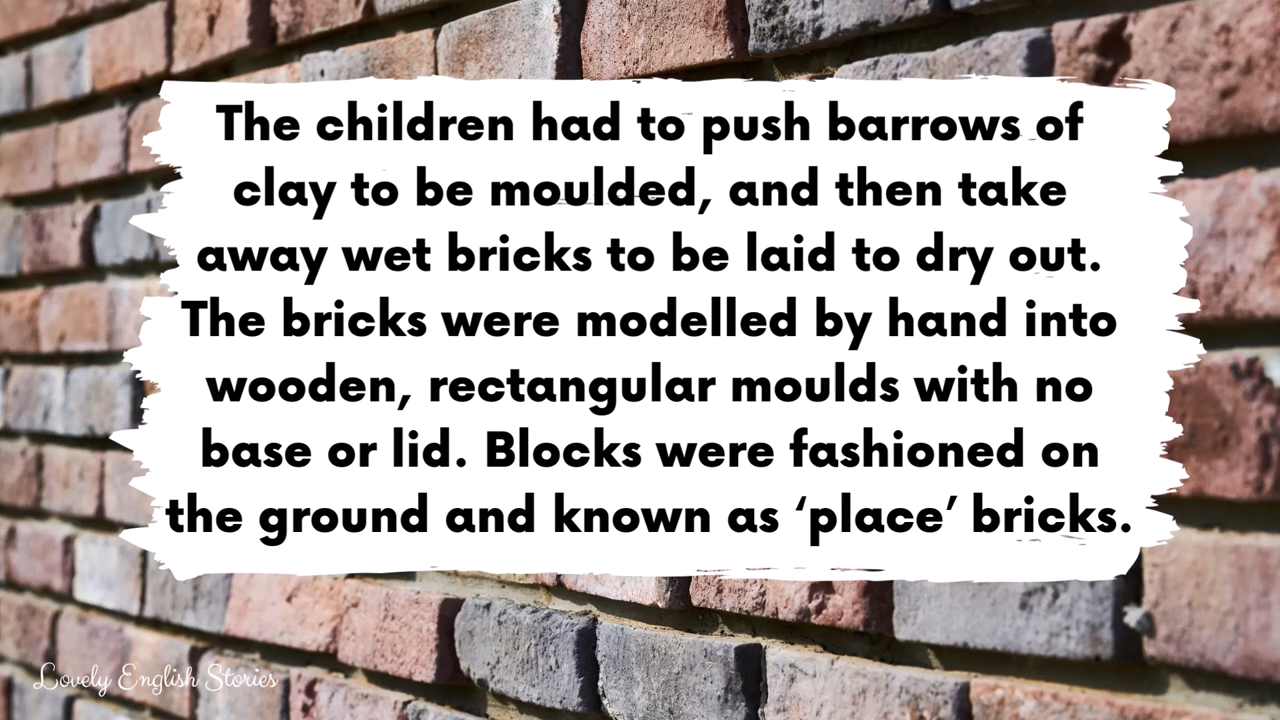 The children had to push barrows of
clay to be moulded, and then take
away wet bricks to be laid to dry out.
The bricks were modelled by hand into
wooden, rectangular moulds with no
base or lid. Blocks were fashioned on
the ground and known as ‘place’ bricks.
Lovely English Stories